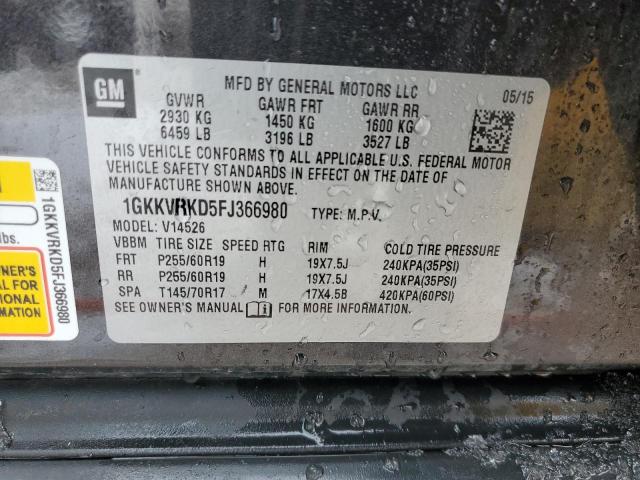 GM
MFD BY GENERAL MOTORS LLC
05/15
GVWR GAWR FRT GAWR RR
2930 KG 1450 KG 1600 KG
6459 LB 3196 LB 3527 LB
THIS VEHICLE CONFORMS TO ALL APPLICABLE U.S. FEDERAL MOTOR
VEHICLE SAFETY STANDARDS IN EFFECT ON THE DATE OF
MANUFACTURE SHOWN ABOVE.
1GKKVRKD5FJ366980 TYPE: M.P.V.
MODEL: V14526
VBBM TIRE SIZE SPEED RTG RIM COLD TIRE PRESSURE
FRT P255/60R19 H 19X7.5J 240KPA(35PSI)
RR P255/60R19 H 19X7.5J 240KPA(35PSI)
SPA T145/70R17 M 17X4.5B 420KPA(60PSI)
SEE OWNER'S MANUAL FOR MORE INFORMATION.
1GKKVRKD5FJ366980
lbs.
OWNER'S
FOR
TIONAL
MATION